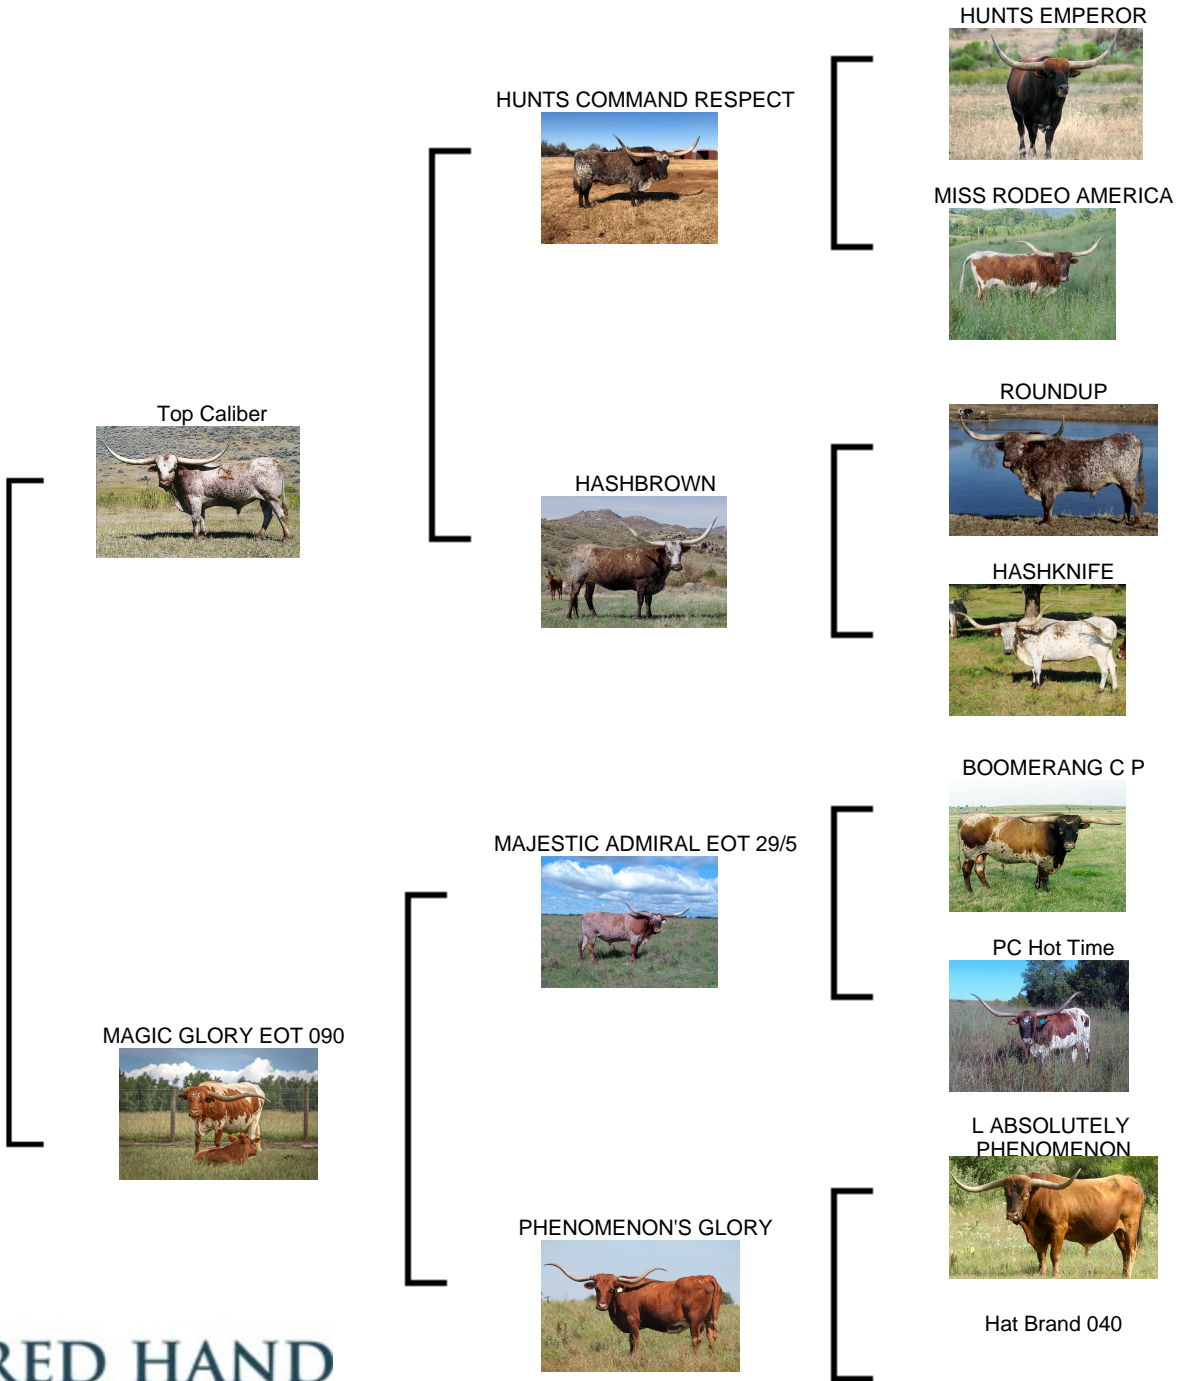 HUNTS EMPEROR
HUNTS COMMAND RESPECT
MISS RODEO AMERICA
Top Caliber
ROUNDUP
HASHBROWN
HASHKNIFE
BOOMERANG C P
MAJESTIC ADMIRAL EOT 29/5
PC Hot Time
MAGIC GLORY EOT 090
L ABSOLUTELY
PHENOMENON
PHENOMENON'S GLORY
Hat Brand 040
RED HAND